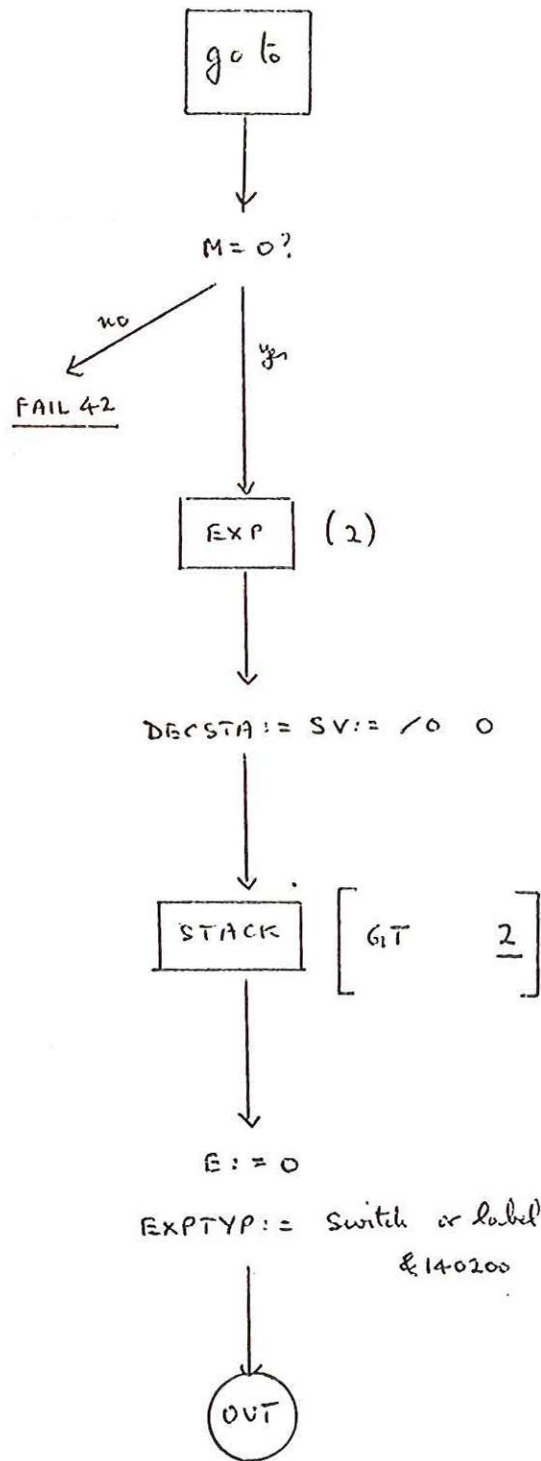 go to
M = 0?
no
yes
FAIL 42
EXP (2)
DECSTA := SV := /0 0
STACK [ GT 2 ]
E := 0
EXPTYP := Switch or label
&140200
OUT